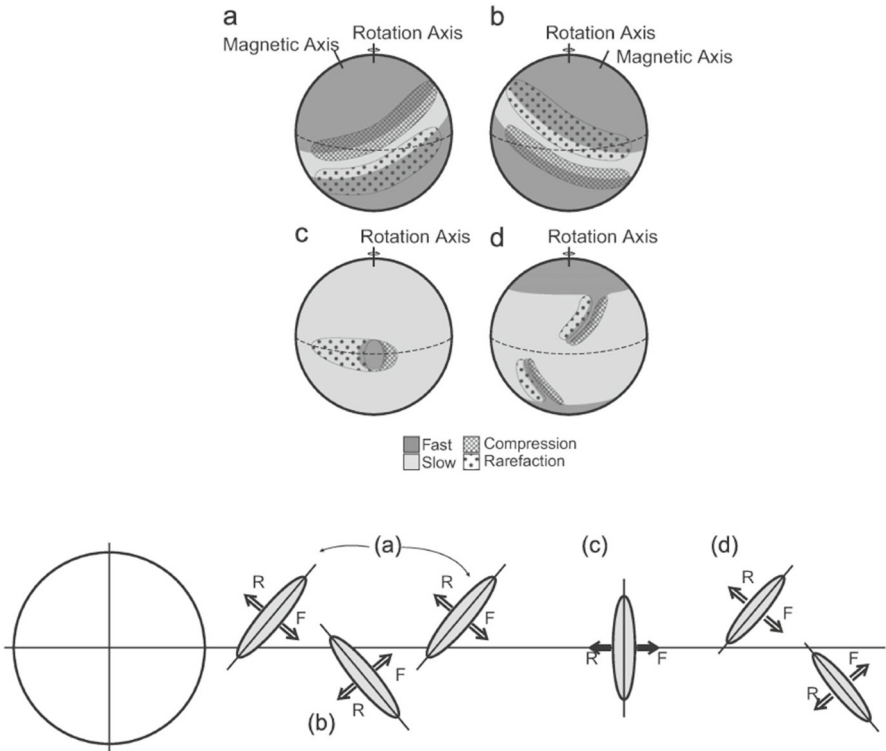 a
Rotation Axis
Magnetic Axis
b
Rotation Axis
Magnetic Axis
c
Rotation Axis
d
Rotation Axis
Fast
Compression
Slow
Rarefaction
(a)
(c)
(d)
R
F
R
F
(b)
R
F
R
F
R
F
R
F